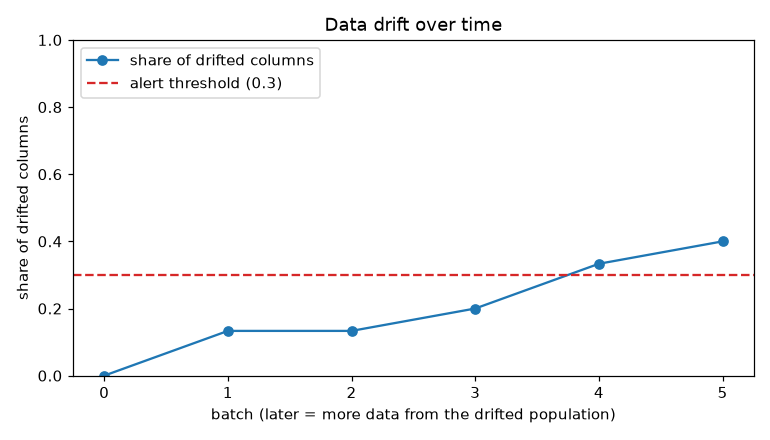 Data drift over time
share of drifted columns
alert threshold (0.3)
share of drifted columns
1.0
0.8
0.6
0.4
0.2
0.0
0 1 2 3 4 5
batch (later = more data from the drifted population)